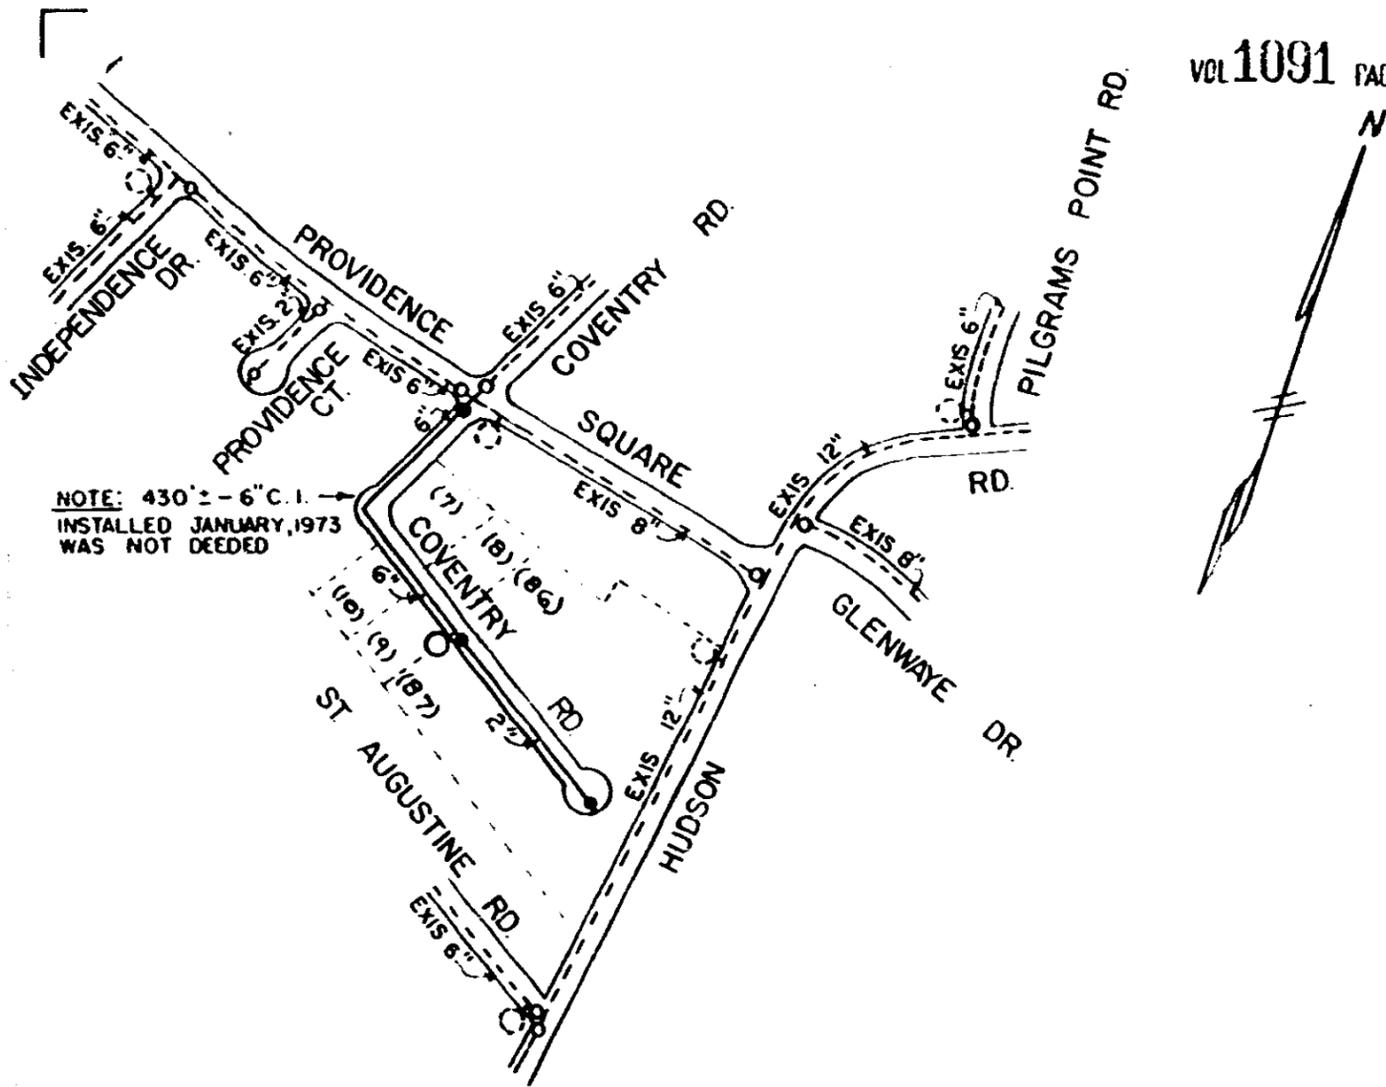 VOL 1091 PAG
N
EXIS. 6"
EXIS. 6"
INDEPENDENCE
DR.
EXIS. 6"
PROVIDENCE
EXIS. 2"
PROVIDENCE
CT.
EXIS 6"
6"
EXIS 6"
COVENTRY RD.
SQUARE
EXIS 8"
EXIS 6"
PILGRAMS POINT RD.
EXIS 12"
RD.
EXIS 8"
GLENWAYE DR.
NOTE: 430'± - 6" C.I.
INSTALLED JANUARY, 1973
WAS NOT DEEDED
(7)
(8)
(86)
COVENTRY RD.
6"
(10)
(9)
(87)
2"
ST. AUGUSTINE RD.
EXIS 6"
EXIS 12"
HUDSON